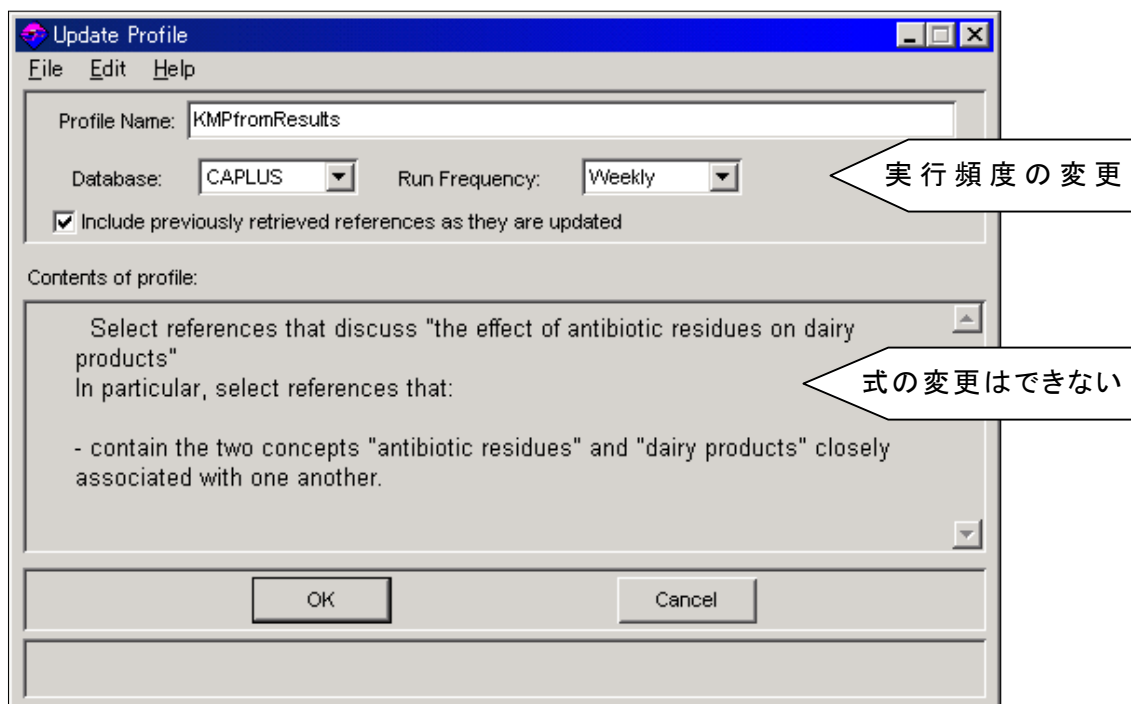 Update Profile
File Edit Help
Profile Name: KMPfromResults
Database: CAPLUS Run Frequency: Weekly
実行頻度の変更
Include previously retrieved references as they are updated
Contents of profile:
Select references that discuss "the effect of antibiotic residues on dairy
products"
In particular, select references that:
式の変更はできない
- contain the two concepts "antibiotic residues" and "dairy products" closely
associated with one another.
OK Cancel